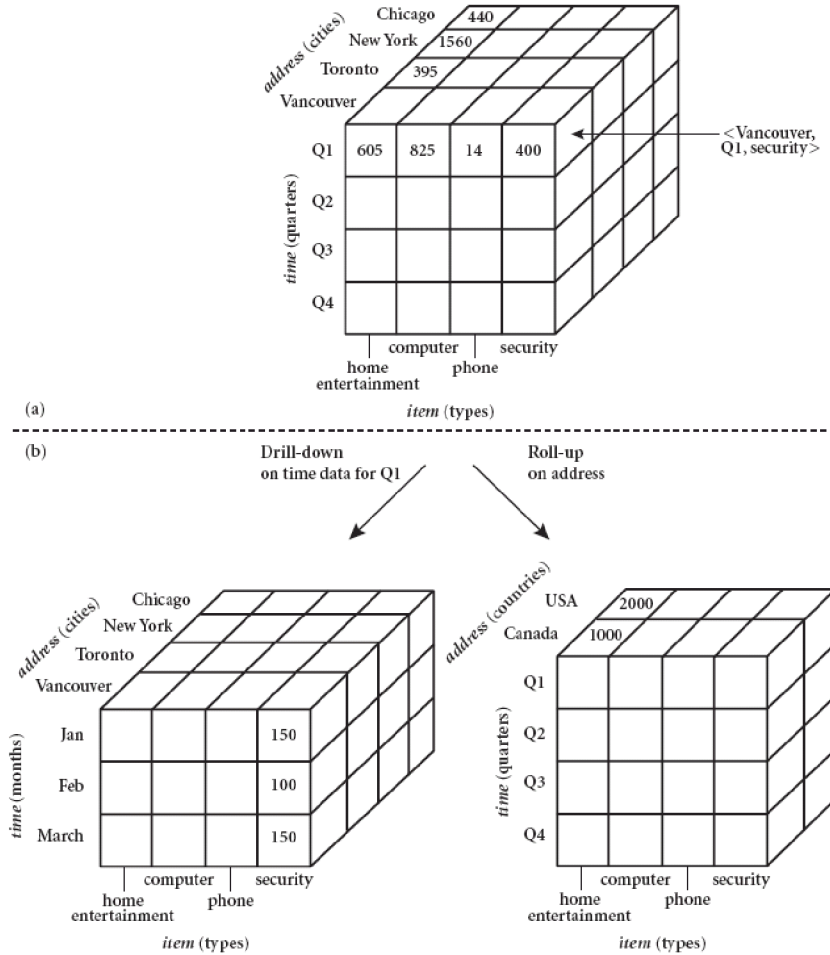 Chicago 440
New York 1560
Toronto 395
Vancouver
address (cities)
Q1 605 825 14 400
<Vancouver,
Q1, security>
Q2
Q3
Q4
time (quarters)
computer security
home phone
entertainment
item (types)
(a)
(b)
Drill-down
on time data for Q1
Roll-up
on address
Chicago
New York
Toronto
Vancouver
address (cities)
Jan 150
Feb 100
March 150
time (months)
computer security
home phone
entertainment
item (types)
USA 2000
Canada 1000
address (countries)
Q1
Q2
Q3
Q4
time (quarters)
computer security
home phone
entertainment
item (types)